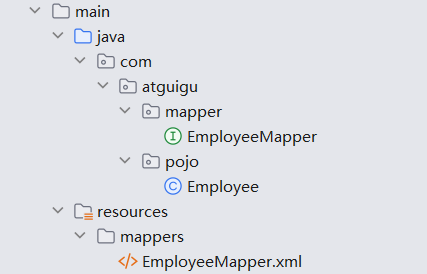 main
java
com
atguigu
mapper
EmployeeMapper
pojo
Employee
resources
mappers
EmployeeMapper.xml